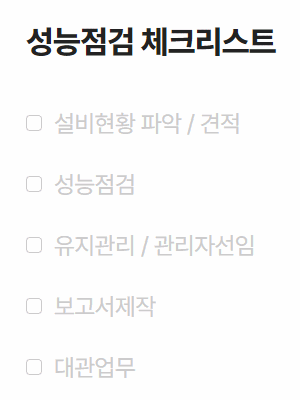 성능점검 체크리스트
설비현황 파악 / 견적
성능점검
유지관리 / 관리자선임
보고서제작
대관업무